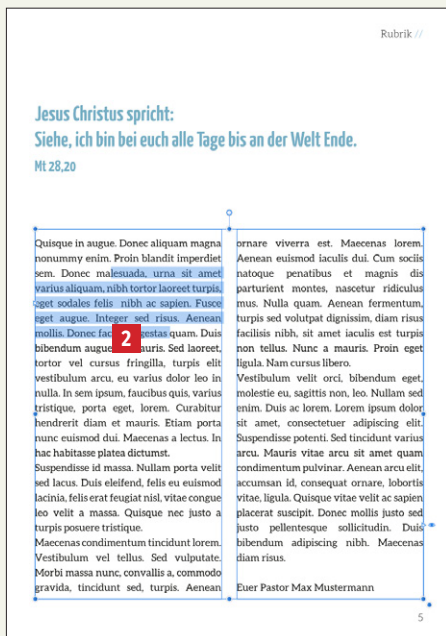 Rubrik //
Jesus Christus spricht:
Siehe, ich bin bei euch alle Tage bis an der Welt Ende.
Mt 28,20
Quisque in augue. Donec aliquam magna
nonummy enim. Proin blandit imperdiet
sem. Donec malesuada, urna sit amet
varius aliquam, nibh tortor laoreet turpis,
eget sodales felis nibh ac sapien. Fusce
eget augue. Integer sed risus. Aenean
mollis. Donec quam. Duis
2
bibendum mauris. Sed laoreet,
tortor vel cursus fringilla, turpis elit
vestibulum arcu, eu varius dolor leo in
nulla. In sem ipsum, faucibus quis, varius
tristique, porta eget, lorem. Curabitur
hendrerit diam et mauris. Etiam porta
nunc euismod dui. Maecenas a lectus. In
hac habitasse platea dictumst.
Suspendisse id massa. Nullam porta velit
sed lacus. Duis eleifend, felis eu euismod
lacinia, felis erat feugiat nisl, vitae congue
leo velit a massa. Quisque nec justo a
turpis posuere tristique.
Maecenas condimentum tincidunt lorem.
Vestibulum vel tellus. Sed vulputate.
Morbi massa nunc, convallis a, commodo
gravida, tincidunt sed, turpis. Aenean
ornare viverra est. Maecenas lorem.
Aenean euismod iaculis dui. Cum sociis
natoque penatibus et magnis dis
parturient montes, nascetur ridiculus
mus. Nulla quam. Aenean fermentum,
turpis sed volutpat dignissim, diam risus
facilisis nibh, sit amet iaculis est turpis
non tellus. Nunc a mauris. Proin eget
ligula. Nam cursus libero.
Vestibulum velit orci, bibendum eget,
molestie eu, sagittis non, leo. Nullam sed
enim. Duis ac lorem. Lorem ipsum dolor
sit amet, consectetuer adipiscing elit.
Suspendisse potenti. Sed tincidunt varius
arcu. Mauris vitae arcu sit amet quam
condimentum pulvinar. Aenean arcu elit,
accumsan id, consequat ornare, lobortis
vitae, ligula. Quisque vitae velit ac sapien
placerat suscipit. Donec mollis justo sed
justo pellentesque sollicitudin. Duis
bibendum adipiscing nibh. Maecenas
diam risus.
Euer Pastor Max Mustermann
5